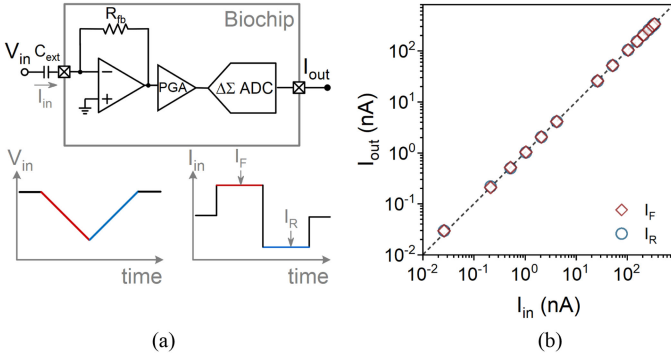 Biochip
R_fb
V_in
C_ext
I_in
−
+
PGA
ΔΣ ADC
I_out
V_in
time
I_in
I_F
I_R
time
(a)
I_out (nA)
10^3
10^2
10^1
10^0
10^-1
10^-2
I_F
I_R
10^-2 10^-1 10^0 10^1 10^2
I_in (nA)
(b)